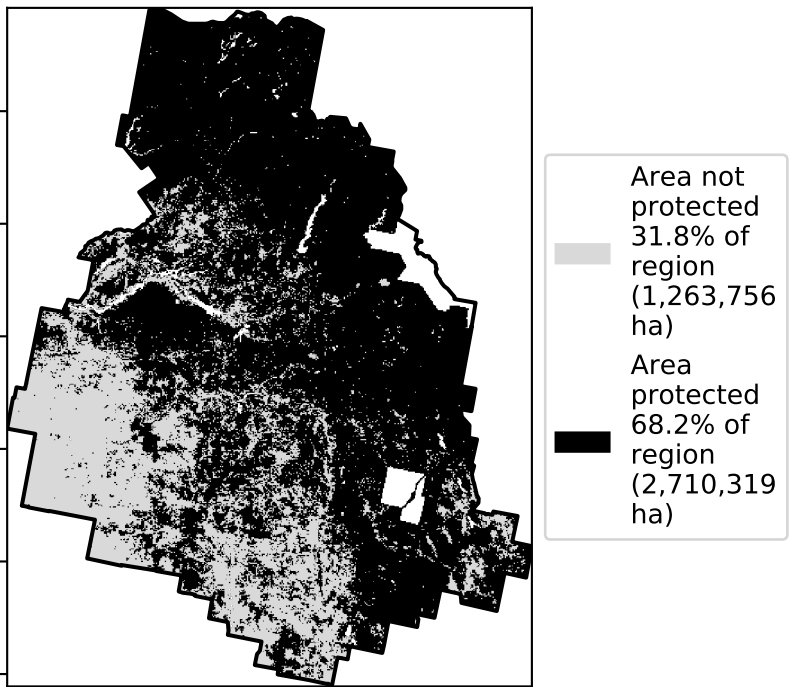 Area not
protected
31.8% of
region
(1,263,756
ha)
Area
protected
68.2% of
region
(2,710,319
ha)